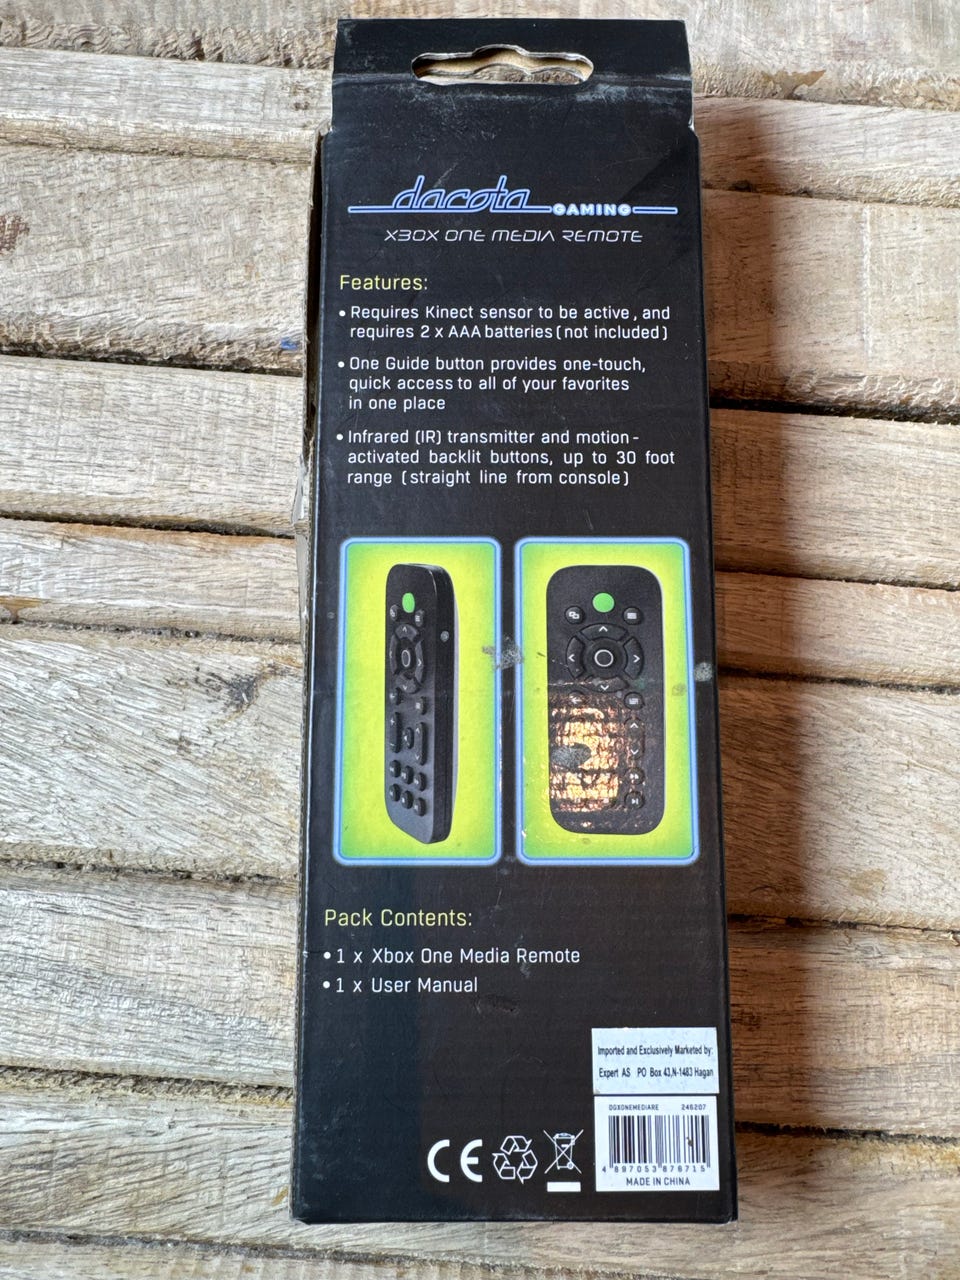 dacota GAMING
XBOX ONE MEDIA REMOTE
Features:
• Requires Kinect sensor to be active, and
requires 2 x AAA batteries (not included)
• One Guide button provides one-touch,
quick access to all of your favorites
in one place
• Infrared (IR) transmitter and motion-
activated backlit buttons, up to 30 foot
range (straight line from console)
Pack Contents:
• 1 x Xbox One Media Remote
• 1 x User Manual
Imported and Exclusively Marketed by:
Expert AS PO Box 43,N-1483 Hagan
DGXONEMEDIARE 246207
4 897053 876715
MADE IN CHINA
CE